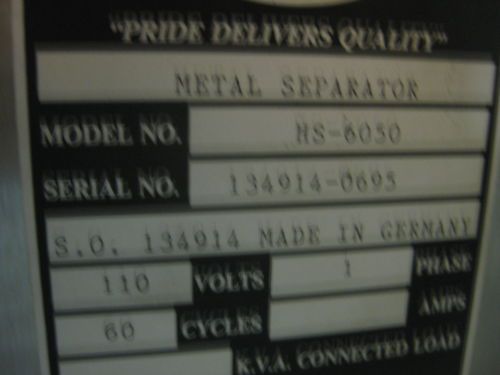 "PRIDE DELIVERS QUALITY"
METAL SEPARATOR
MODEL NO. HS-6050
SERIAL NO. 134914-0695
S.O. 134914 MADE IN GERMANY
110 VOLTS 1 PHASE
60 CYCLES AMPS
K.V.A. CONNECTED LOAD